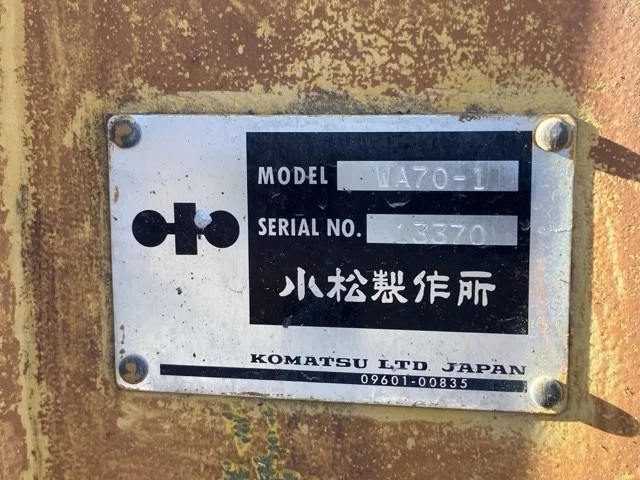 MODEL WA70-1
SERIAL NO. 13370
小松製作所
KOMATSU LTD JAPAN
09601-00835